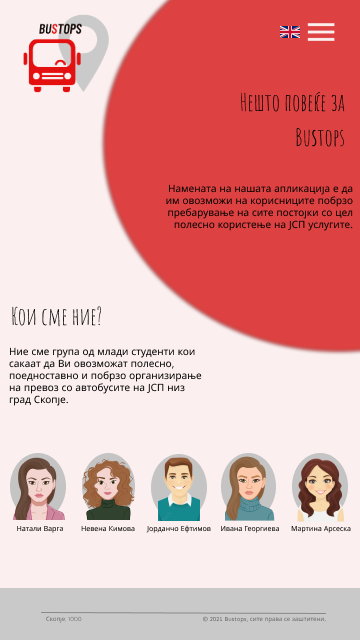 BUSTOPS
Нешто повеќе за
Bustops
Намената на нашата апликација е да
им овозможи на корисниците побрзо
пребарување на сите постојки со цел
полесно користење на ЈСП услугите.
Кои сме ние?
Ние сме група од млади студенти кои
сакаат да Ви овозможат полесно,
поедноставно и побрзо организирање
на превоз со автобусите на ЈСП низ
град Скопје.
Натали Варга
Невена Кимова
Јорданчо Ефтимов
Ивана Георгиева
Мартина Арсеска
Скопје, 1000
© 2021 Bustops, сите права се заштитени.